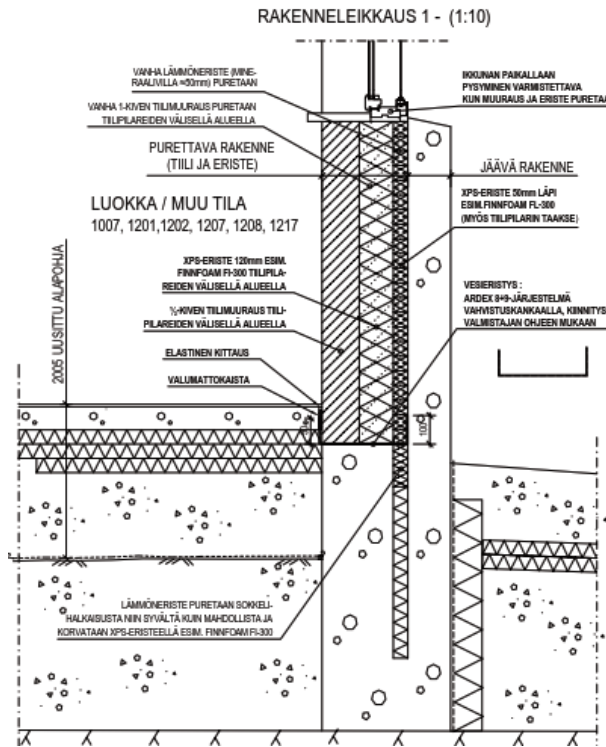 RAKENNELEIKKAUS 1 - (1:10)
VANHA LÄMMÖNERISTE (MINE-
RAALIVILLA ≈50mm) PURETAAN
VANHA 1-KIVEN TIILIMUURAUS PURETAAN
TIILIPILAREIDEN VÄLISELLÄ ALUEELLA
PURETTAVA RAKENNE
(TIILI JA ERISTE)
IKKUNAN PAIKALLAAN
PYSYMINEN VARMISTETTAVA
KUN MUURAUS JA ERISTE PURETAA
JÄÄVÄ RAKENNE
LUOKKA / MUU TILA
1007, 1201,1202, 1207, 1208, 1217
XPS-ERISTE 50mm LÄPI
ESIM.FINNFOAM FL-300
(MYÖS TIILIPILARIN TAAKSE)
XPS-ERISTE 120mm ESIM.
FINNFOAM FI-300 TIILIPILA-
REIDEN VÄLISELLÄ ALUEELLA
½-KIVEN TIILIMUURAUS TIILI-
PILAREIDEN VÄLISELLÄ ALUEELLA
VESIERISTYS :
ARDEX 8+9-JÄRJESTELMÄ
VAHVISTUSKANKAALLA, KIINNITYS
VALMISTAJAN OHJEEN MUKAAN
2005 UUSITTU ALAPOHJA
ELASTINEN KITTAUS
VALUMATTOKAISTA
100
LÄMMÖNERISTE PURETAAN SOKKELI-
HALKAISUSTA NIIN SYVÄLTÄ KUIN MAHDOLLISTA JA
KORVATAAN XPS-ERISTEELLÄ ESIM. FINNFOAM FI-300